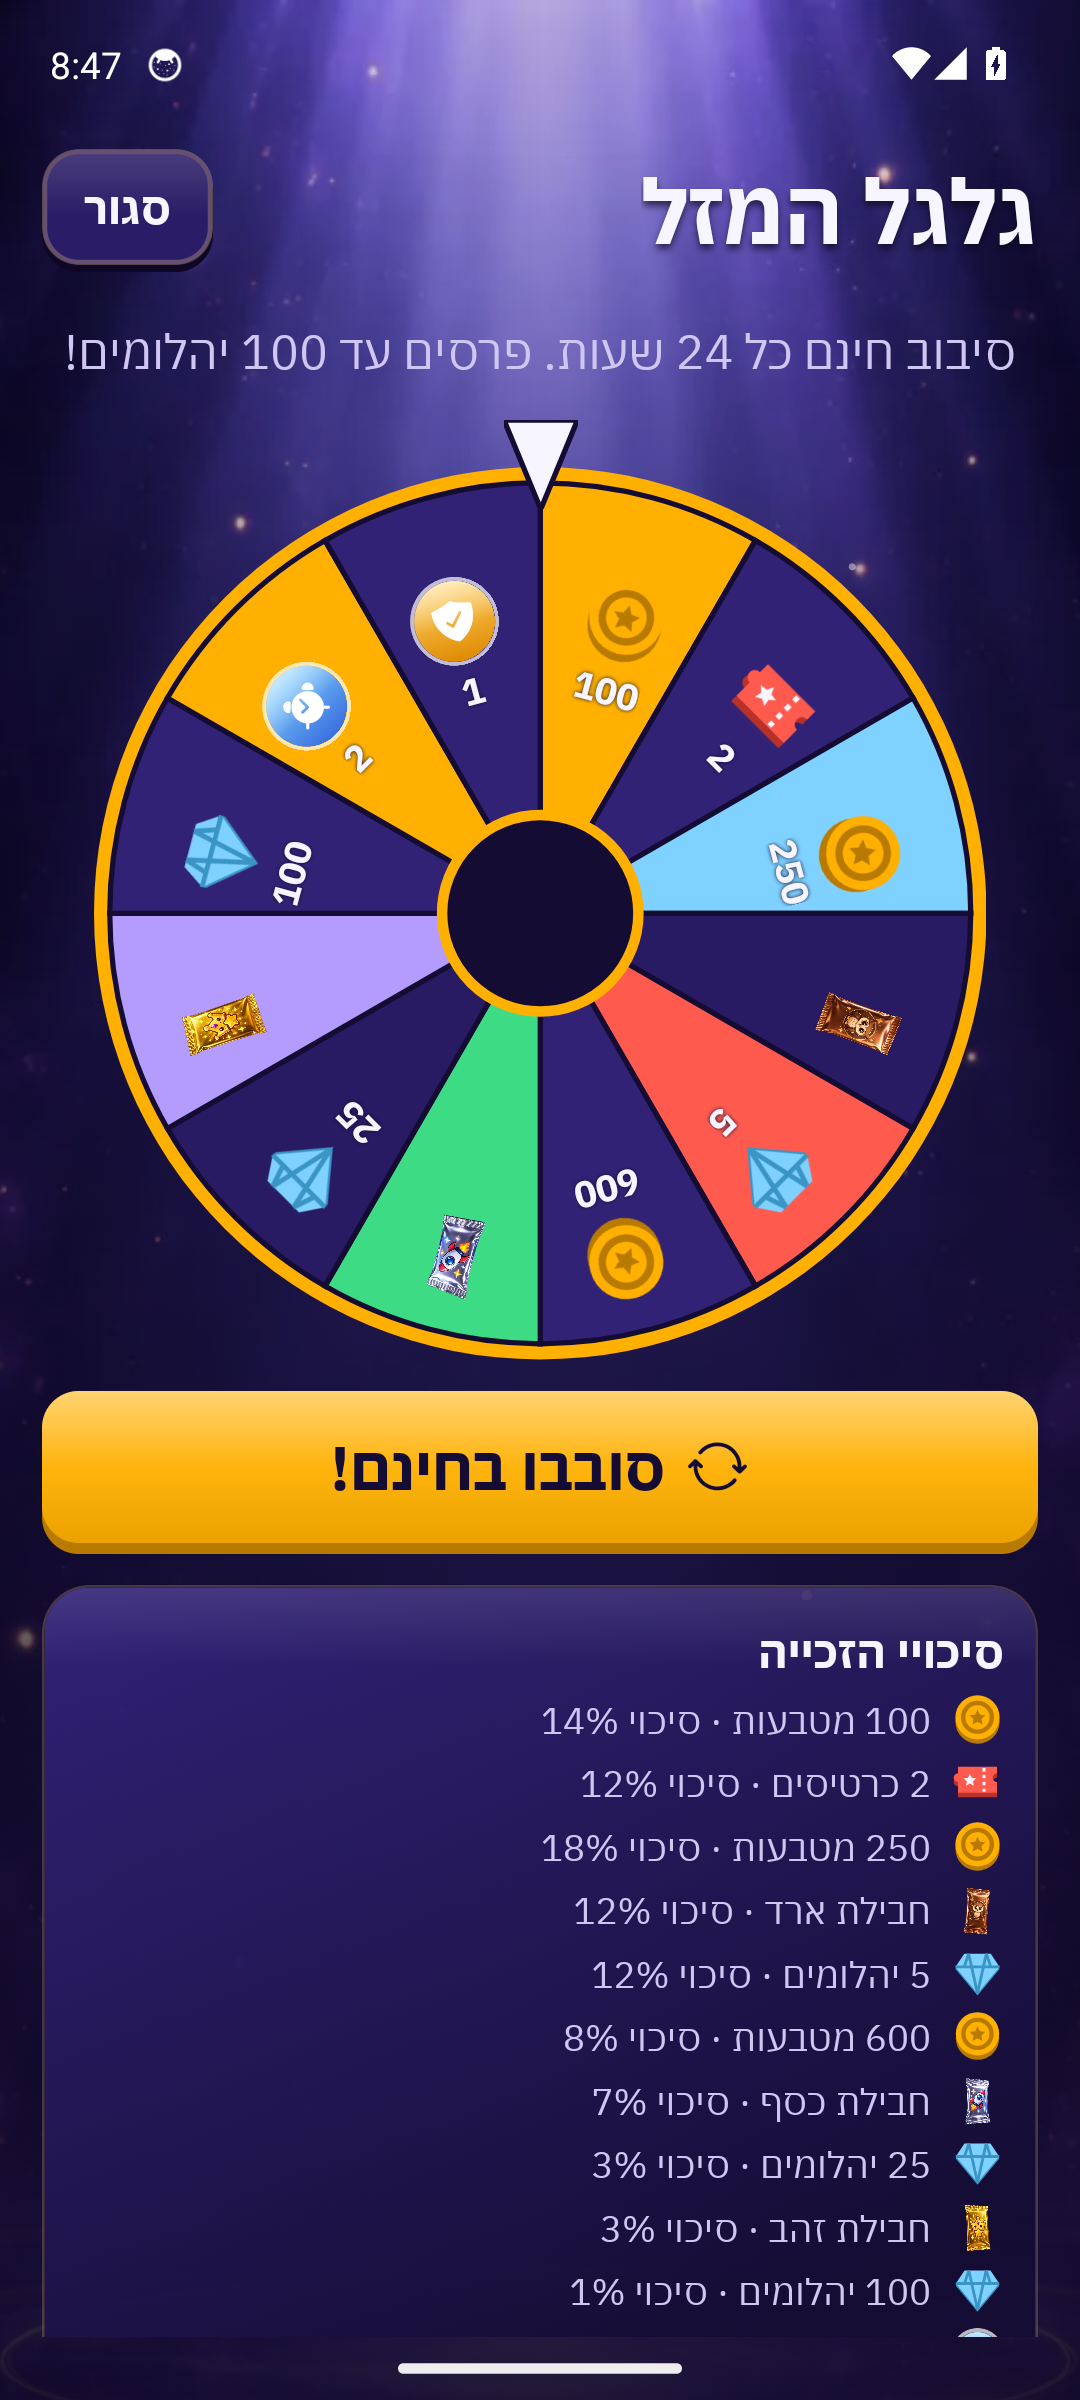 8:47
גלגל המזל
סגור
סיבוב חינם כל 24 שעות. פרסים עד 100 יהלומים!
1
100
2
2
100
250
25
5
600
סובבו בחינם!
סיכויי הזכייה
100 מטבעות · סיכוי 14%
2 כרטיסים · סיכוי 12%
250 מטבעות · סיכוי 18%
חבילת ארד · סיכוי 12%
5 יהלומים · סיכוי 12%
600 מטבעות · סיכוי 8%
חבילת כסף · סיכוי 7%
25 יהלומים · סיכוי 3%
חבילת זהב · סיכוי 3%
100 יהלומים · סיכוי 1%